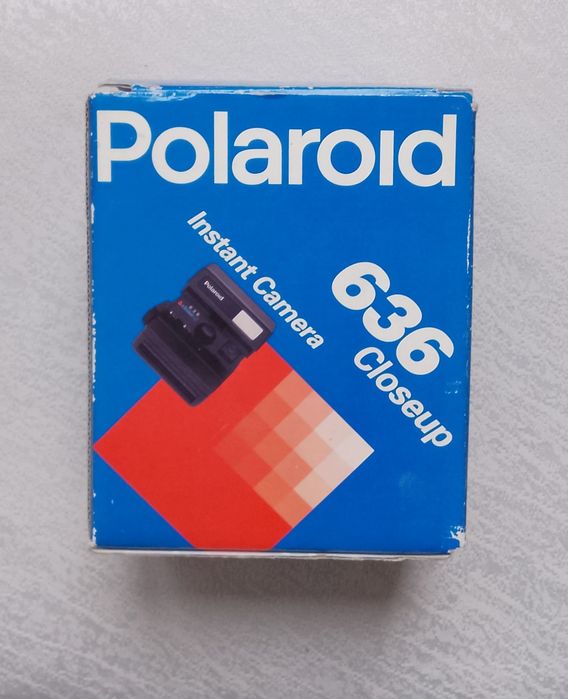 Polaroid
Instant Camera
636
Closeup
Polaroid